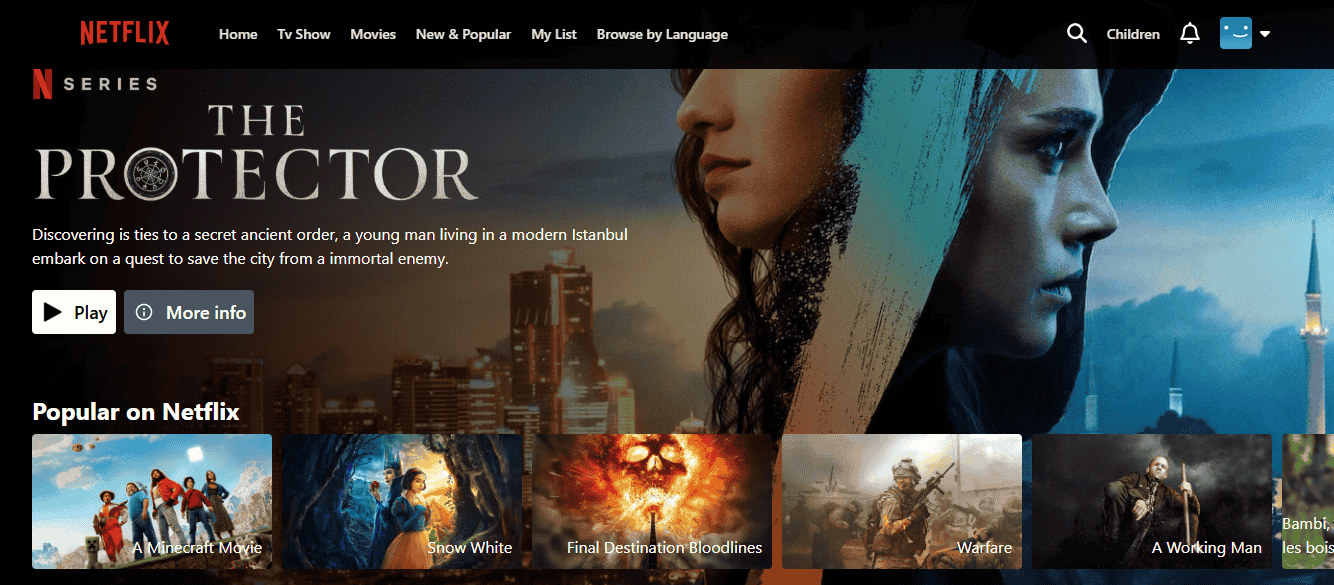 NETFLIX Home Tv Show Movies New & Popular My List Browse by Language Children
N SERIES
THE
PROTECTOR
Discovering is ties to a secret ancient order, a young man living in a modern Istanbul
embark on a quest to save the city from a immortal enemy.
Play More info
Popular on Netflix
A Minecraft Movie Snow White Final Destination Bloodlines Warfare A Working Man Bambi,
les bois